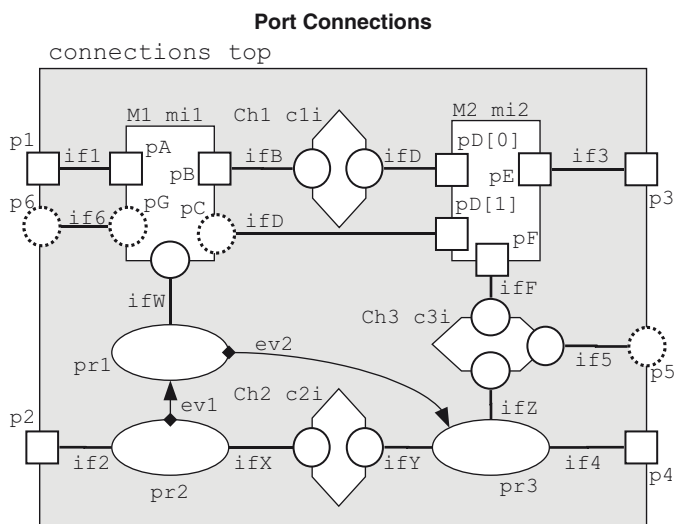 Port Connections
connections top
M1 mi1
Ch1 c1i
M2 mi2
p1
if1
pA
pB
ifB
ifD
pD[0]
pE
if3
p3
p6
if6
pG
pC
ifD
pD[1]
pF
ifW
ifF
Ch3 c3i
if5
p5
pr1
ev2
ev1
Ch2 c2i
ifZ
p2
if2
ifX
ifY
if4
p4
pr2
pr3